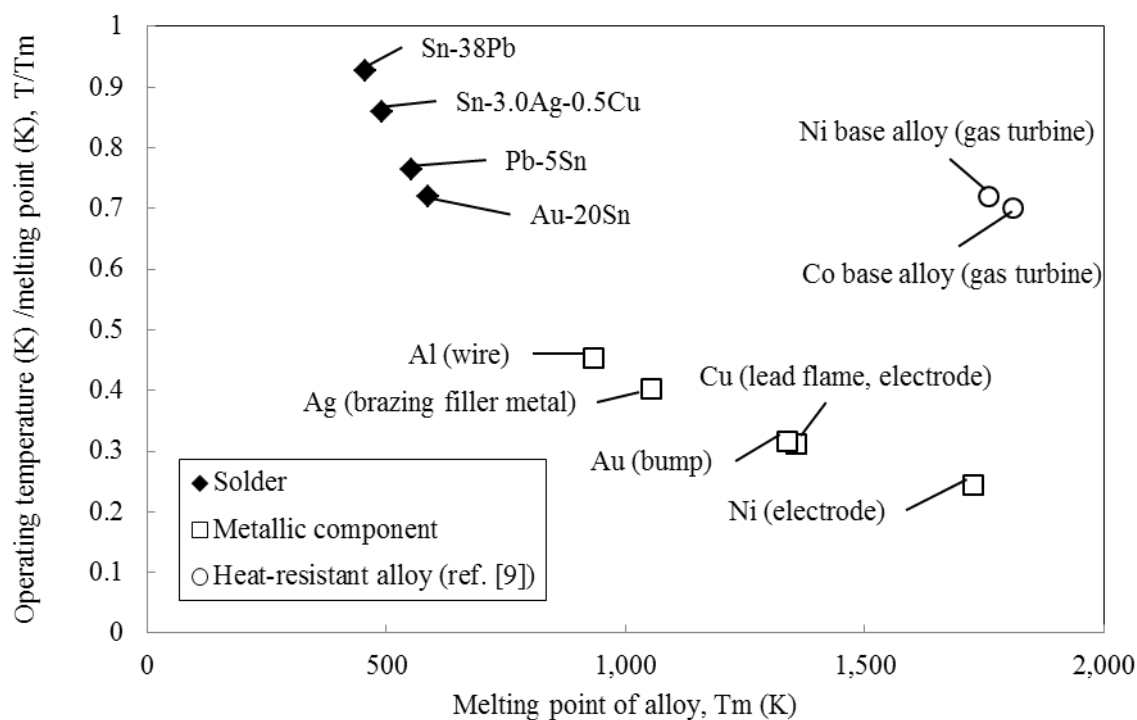 Operating temperature (K) /melting point (K), T/Tm
1
0.9
0.8
0.7
0.6
0.5
0.4
0.3
0.2
0.1
0
Sn-38Pb
Sn-3.0Ag-0.5Cu
Pb-5Sn
Au-20Sn
Ni base alloy (gas turbine)
Co base alloy (gas turbine)
Al (wire)
Ag (brazing filler metal)
Cu (lead flame, electrode)
Au (bump)
Ni (electrode)
Solder
Metallic component
Heat-resistant alloy (ref. [9])
0
500
1,000
1,500
2,000
Melting point of alloy, Tm (K)